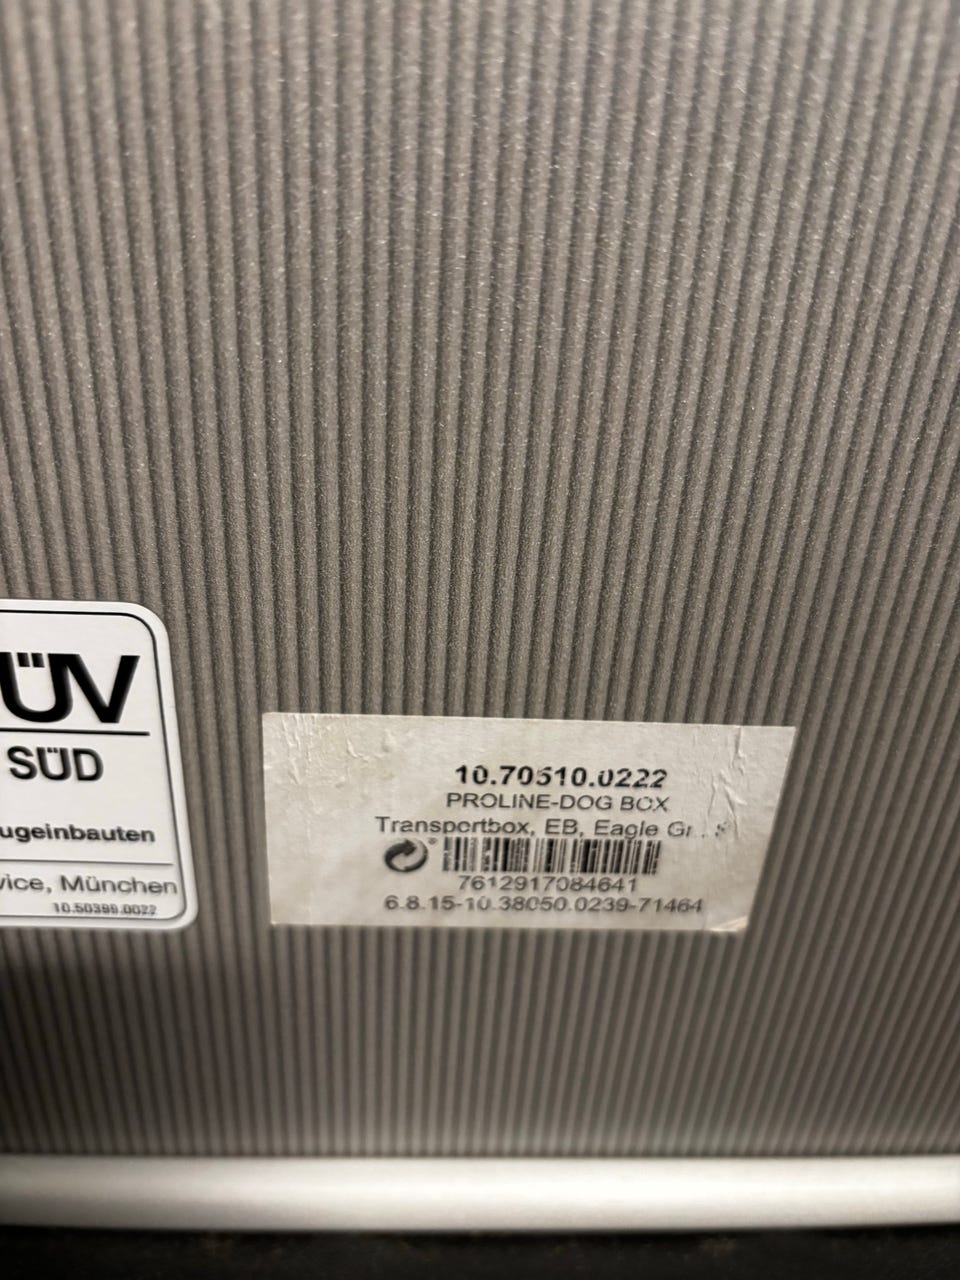 ÜV
SÜD
ugeinbauten
vice, München
10.50399.0022
10.70510.0222
PROLINE-DOG BOX
Transportbox, EB, Eagle
7612917084641
6.8.15-10.38050.0239-71464